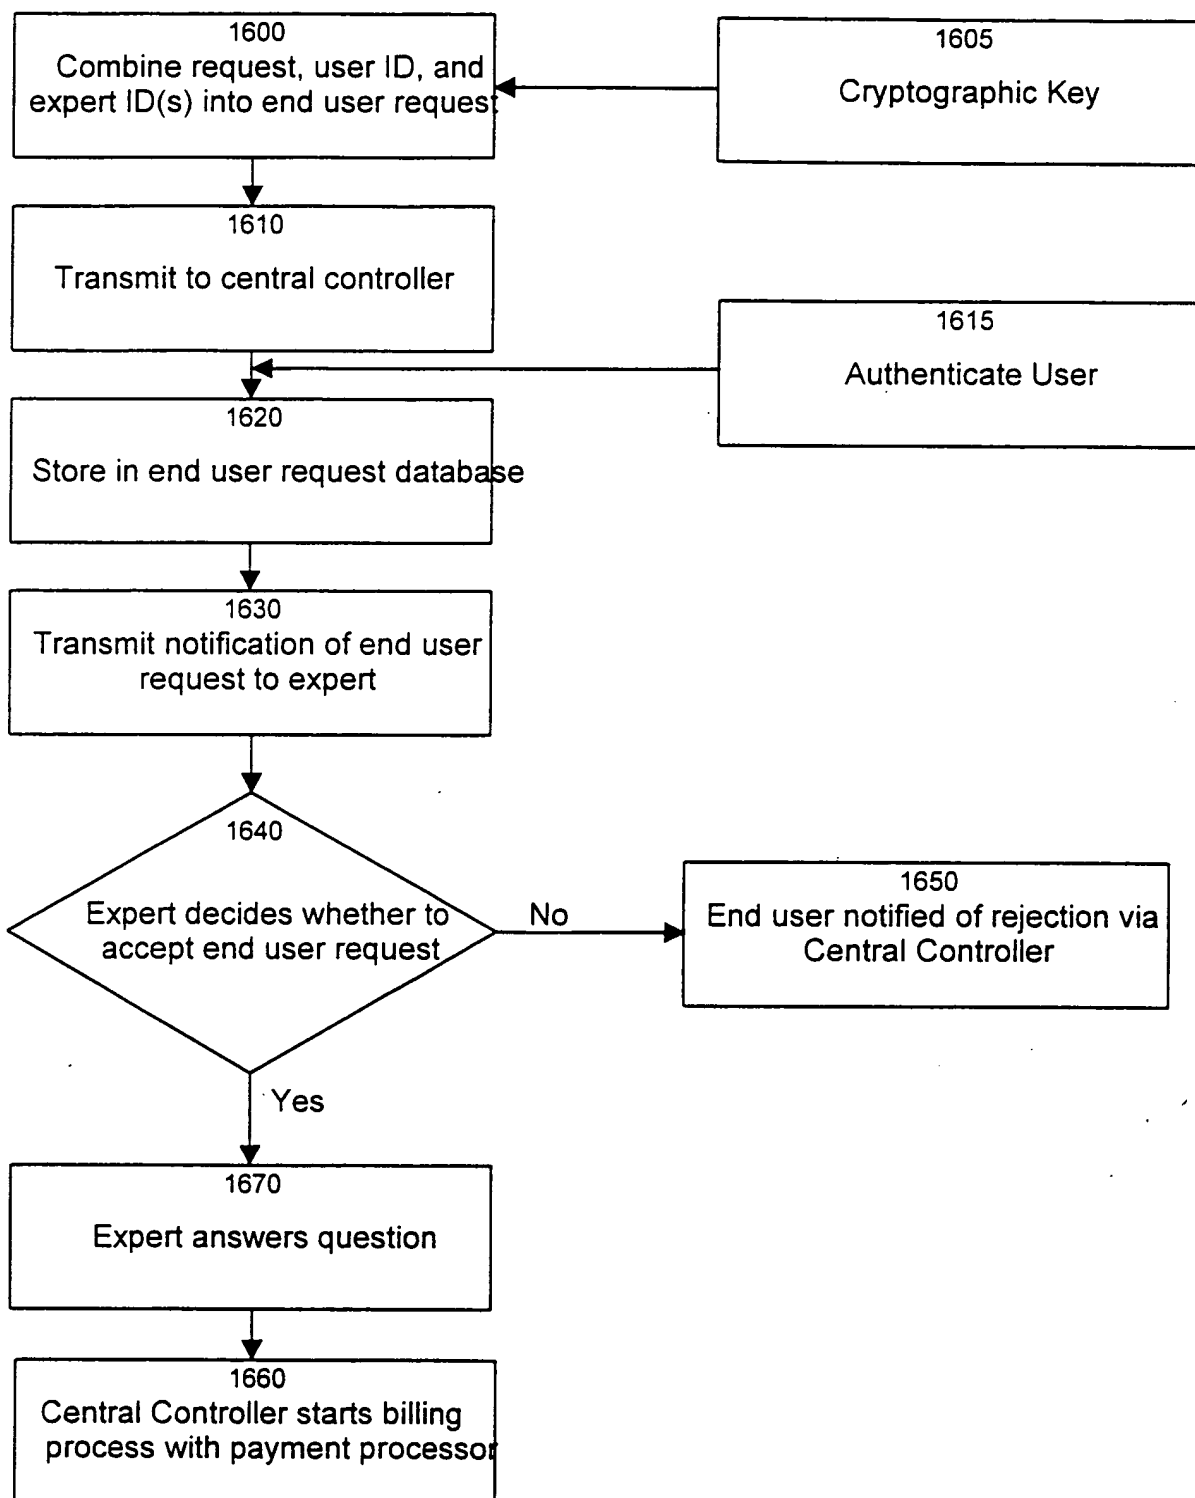 1600
Combine request, user ID, and
expert ID(s) into end user request
1605
Cryptographic Key
1610
Transmit to central controller
1615
Authenticate User
1620
Store in end user request database
1630
Transmit notification of end user
request to expert
1640
Expert decides whether to
accept end user request
No
1650
End user notified of rejection via
Central Controller
Yes
1670
Expert answers question
1660
Central Controller starts billing
process with payment processor